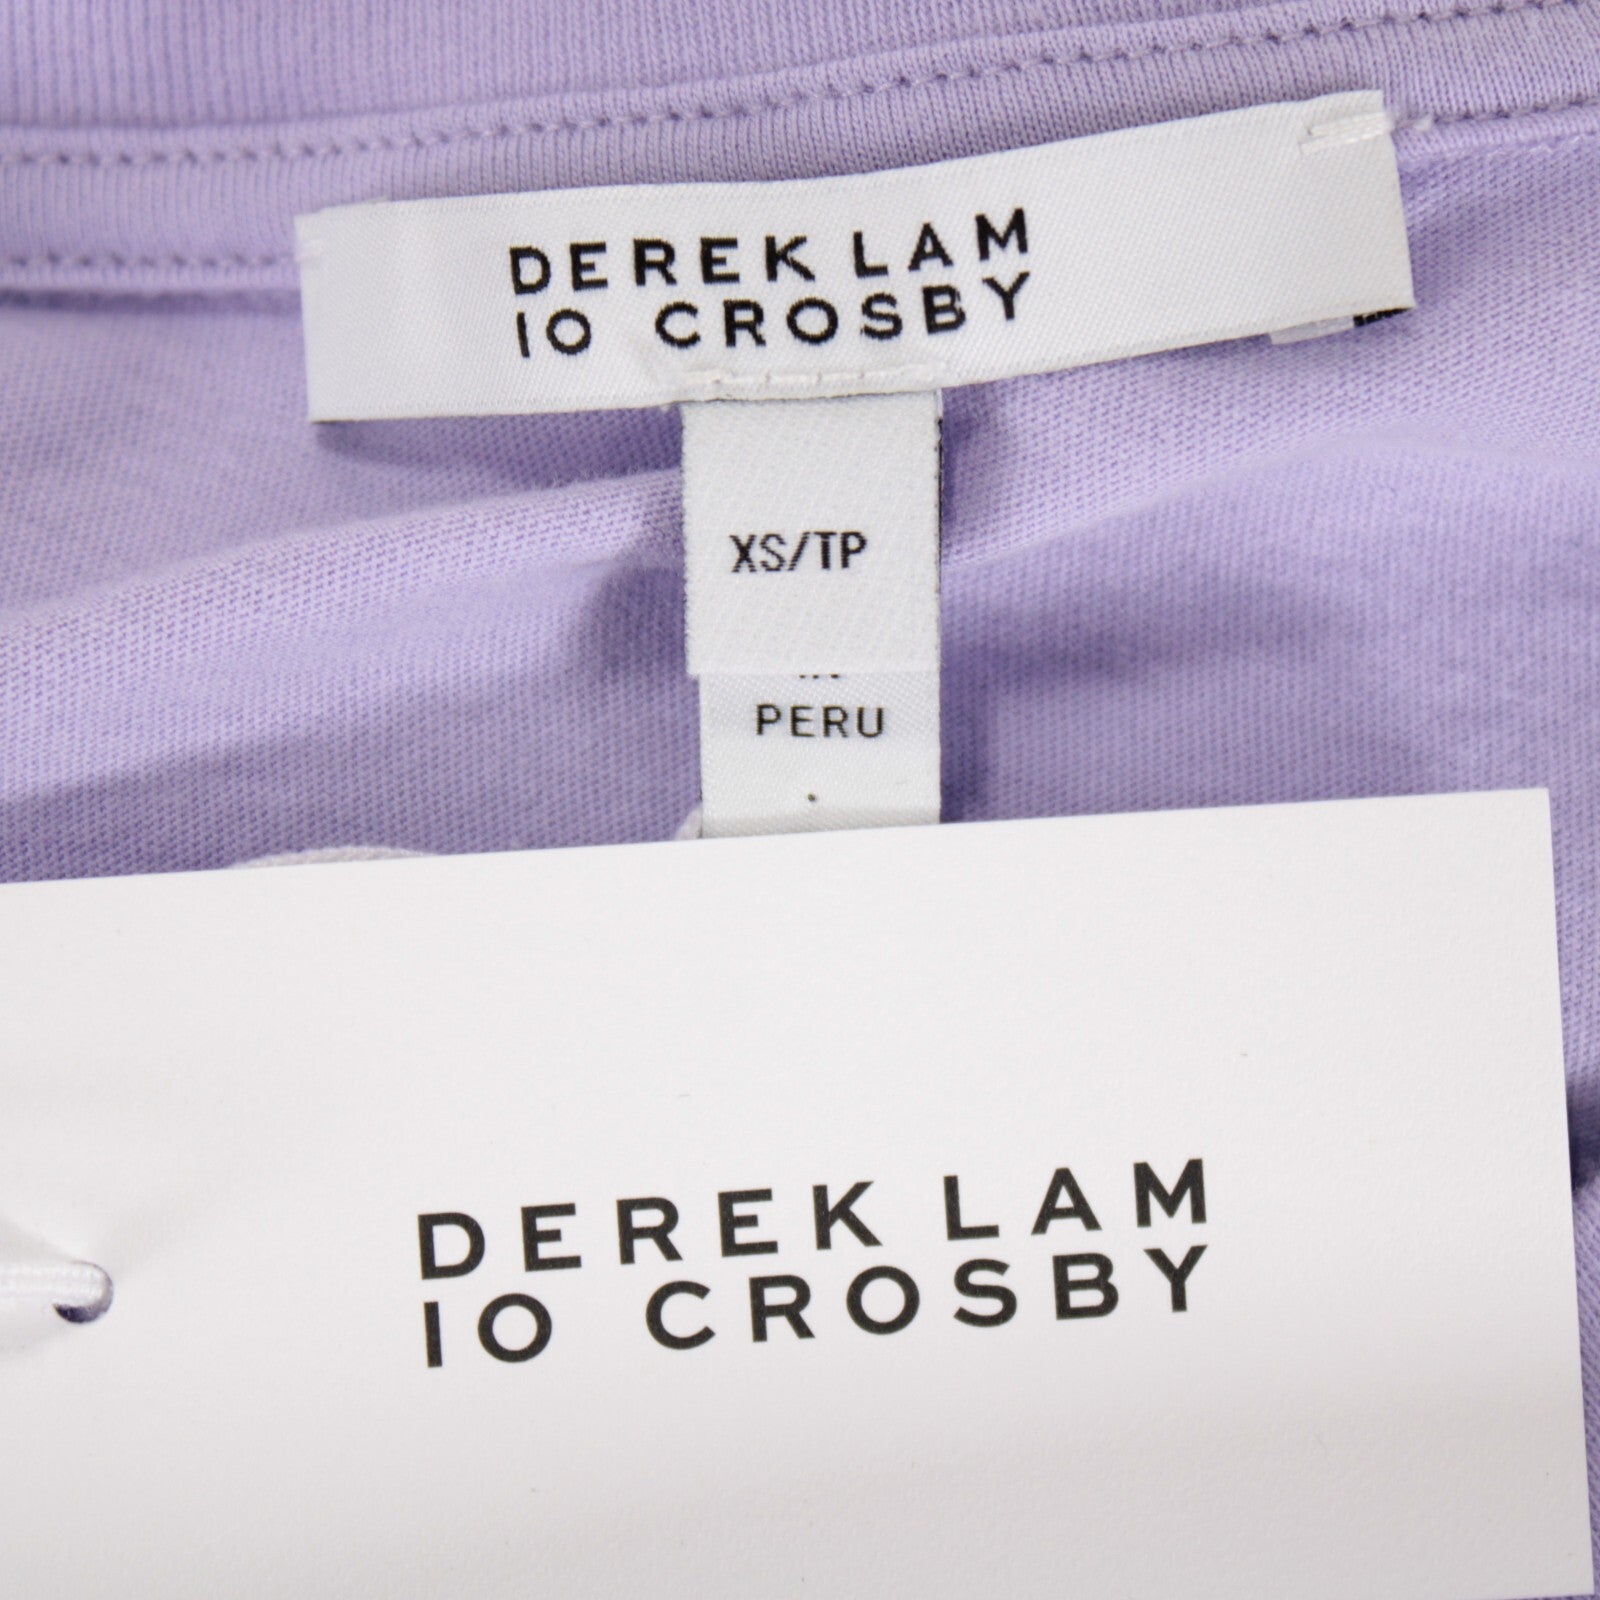 DEREK LAM
10 CROSBY
XS/TP
PERU
DEREK LAM
10 CROSBY